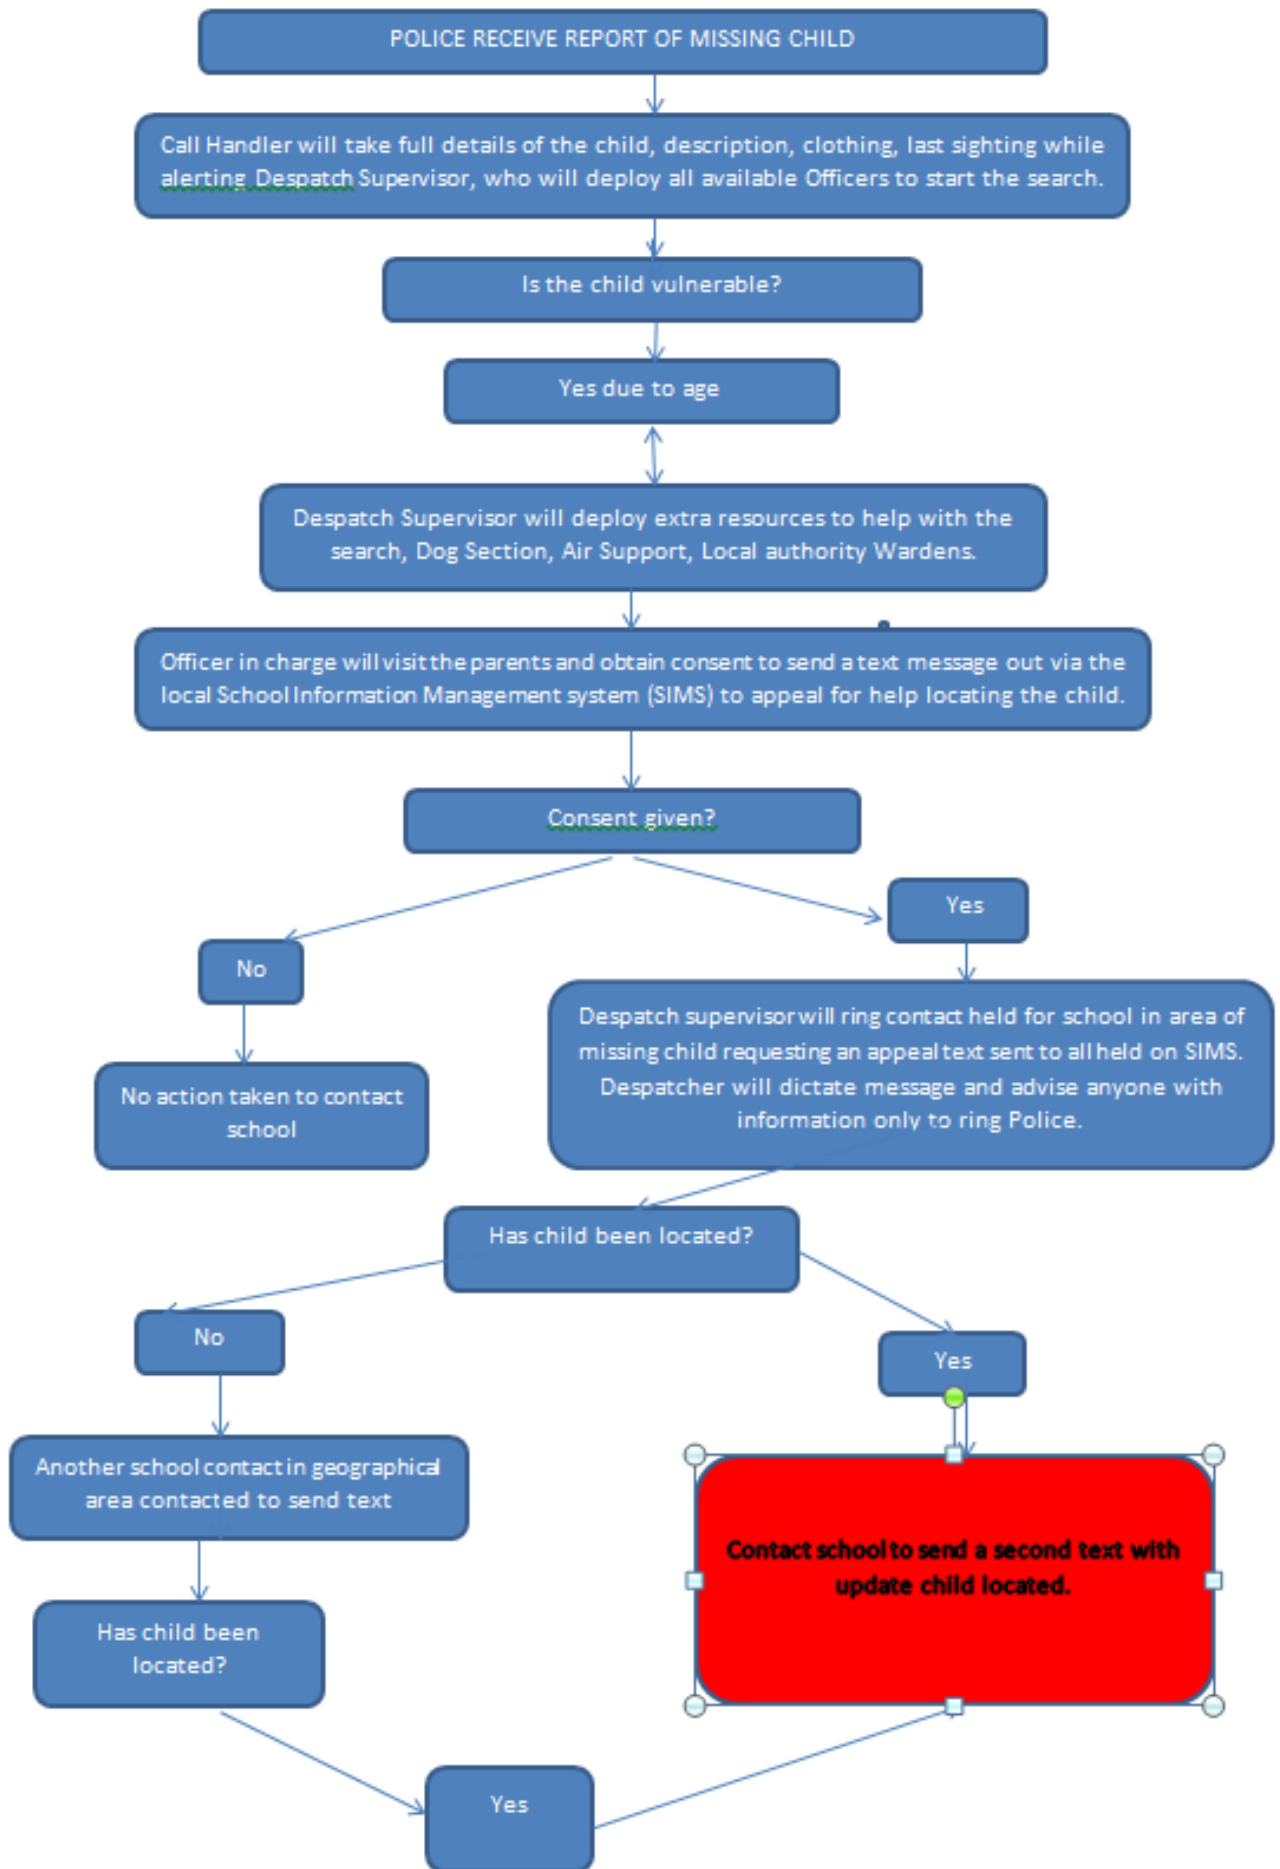 POLICE RECEIVE REPORT OF MISSING CHILD
Call Handler will take full details of the child, description, clothing, last sighting while
alerting Despatch Supervisor, who will deploy all available Officers to start the search.
Is the child vulnerable?
Yes due to age
Despatch Supervisor will deploy extra resources to help with the
search, Dog Section, Air Support, Local authority Wardens.
Officer in charge will visit the parents and obtain consent to send a text message out via the
local School Information Management system (SIMS) to appeal for help locating the child.
Consent given?
Yes
No
Despatch supervisor will ring contact held for school in area of
missing child requesting an appeal text sent to all held on SIMS.
Despatcher will dictate message and advise anyone with
information only to ring Police.
No action taken to contact
school
Has child been located?
No
Yes
Another school contact in geographical
area contacted to send text
Contact school to send a second text with
update child located.
Has child been
located?
Yes